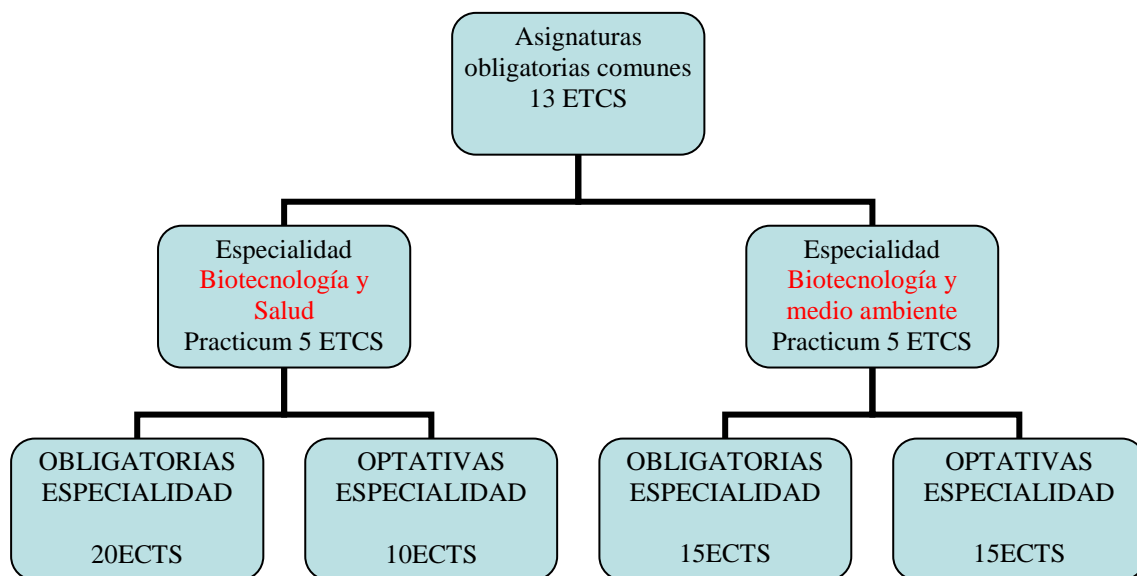 Asignaturas
obligatorias comunes
13 ETCS
Especialidad
Biotecnología y
Salud
Practicum 5 ETCS
Especialidad
Biotecnología y
medio ambiente
Practicum 5 ETCS
OBLIGATORIAS
ESPECIALIDAD
20ECTS
OPTATIVAS
ESPECIALIDAD
10ECTS
OBLIGATORIAS
ESPECIALIDAD
15ECTS
OPTATIVAS
ESPECIALIDAD
15ECTS